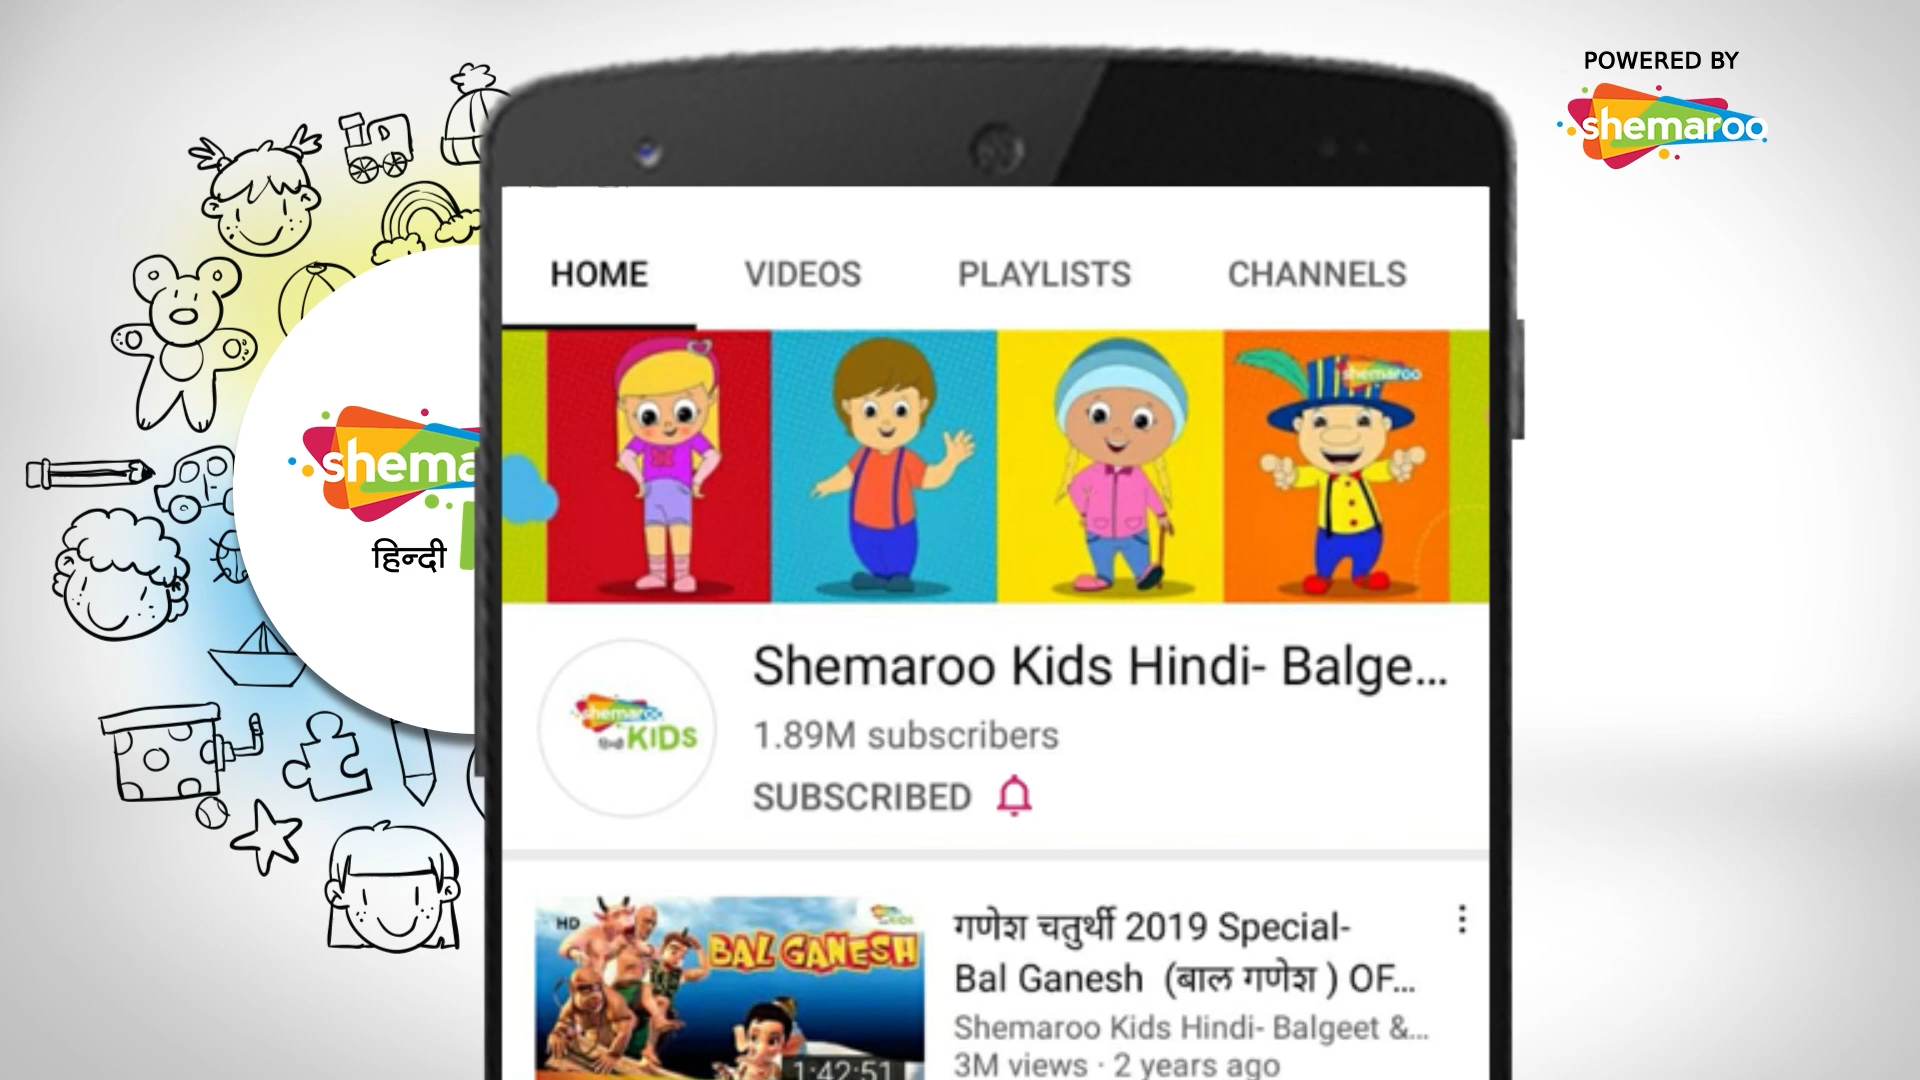 POWERED BY
shemaroo
HOME VIDEOS PLAYLISTS CHANNELS
shemaroo
shema
हिन्दी
Shemaroo Kids Hindi- Balge...
1.89M subscribers
SUBSCRIBED
shemaroo
हिन्दी KIDS
HD
BAL GANESH
1:42:51
गणेश चतुर्थी 2019 Special-
Bal Ganesh (बाल गणेश ) OF...
Shemaroo Kids Hindi- Balgeet &...
3M views · 2 years ago